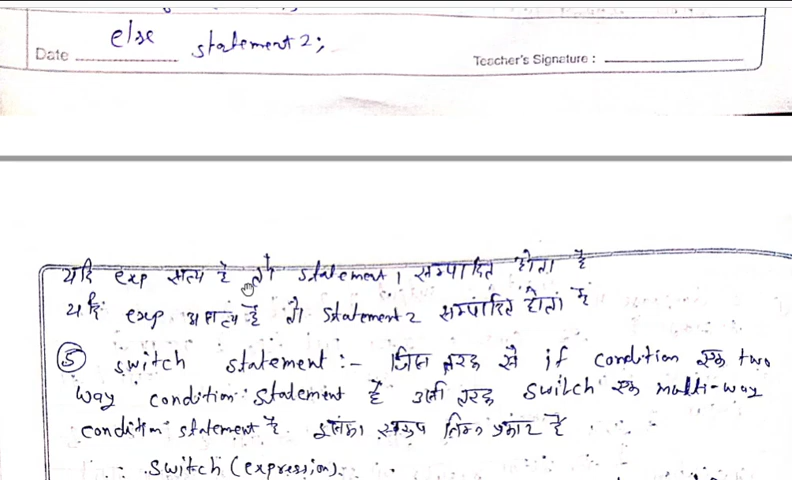 else statement 2;
Date
Teacher's Signature :
यदि exp सत्य है तो statement 1 सम्पादित होता है
यदि exp असत्य है तो statement 2 सम्पादित होता है
⑤ switch statement :- जिस तरह से if condition एक two
way condition statement है उसी तरह switch एक multi-way
condition statement है इसका स्वरूप निम्न प्रकार है
switch (expression)